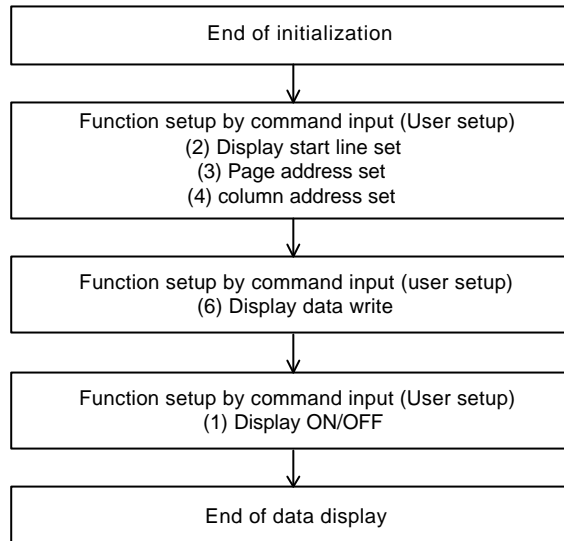 End of initialization
Function setup by command input (User setup)
(2) Display start line set
(3) Page address set
(4) column address set
Function setup by command input (user setup)
(6) Display data write
Function setup by command input (User setup)
(1) Display ON/OFF
End of data display